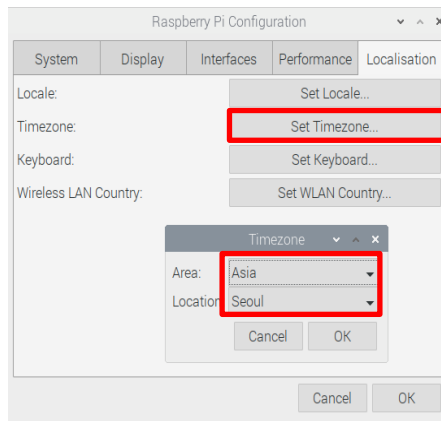 Raspberry Pi Configuration
System Display Interfaces Performance Localisation
Locale: Set Locale...
Timezone: Set Timezone...
Keyboard: Set Keyboard...
Wireless LAN Country: Set WLAN Country...
Timezone
Area: Asia
Location Seoul
Cancel OK
Cancel OK